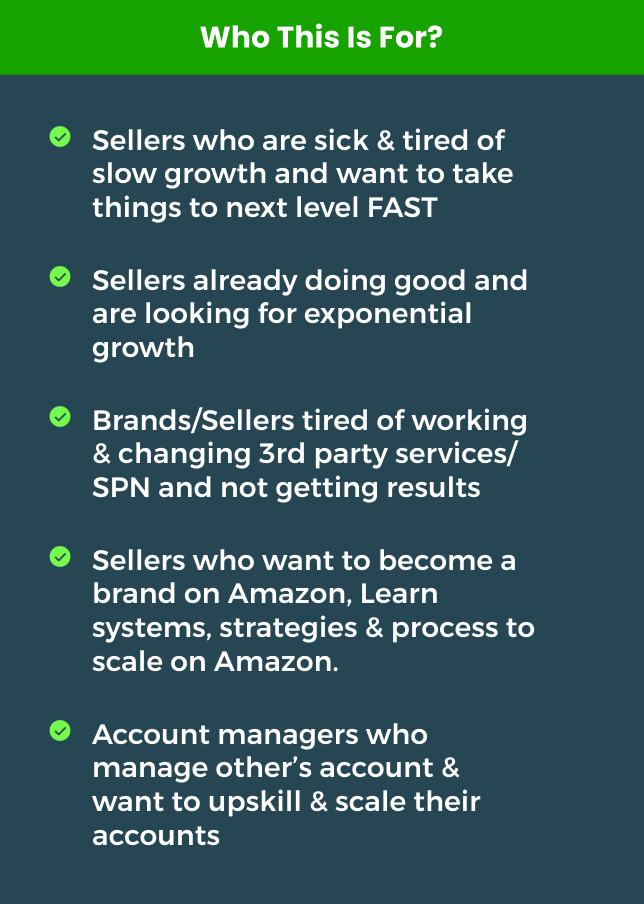 Who This Is For?
Sellers who are sick & tired of
slow growth and want to take
things to next level FAST
Sellers already doing good and
are looking for exponential
growth
Brands/Sellers tired of working
& changing 3rd party services/
SPN and not getting results
Sellers who want to become a
brand on Amazon, Learn
systems, strategies & process to
scale on Amazon.
Account managers who
manage other’s account &
want to upskill & scale their
accounts